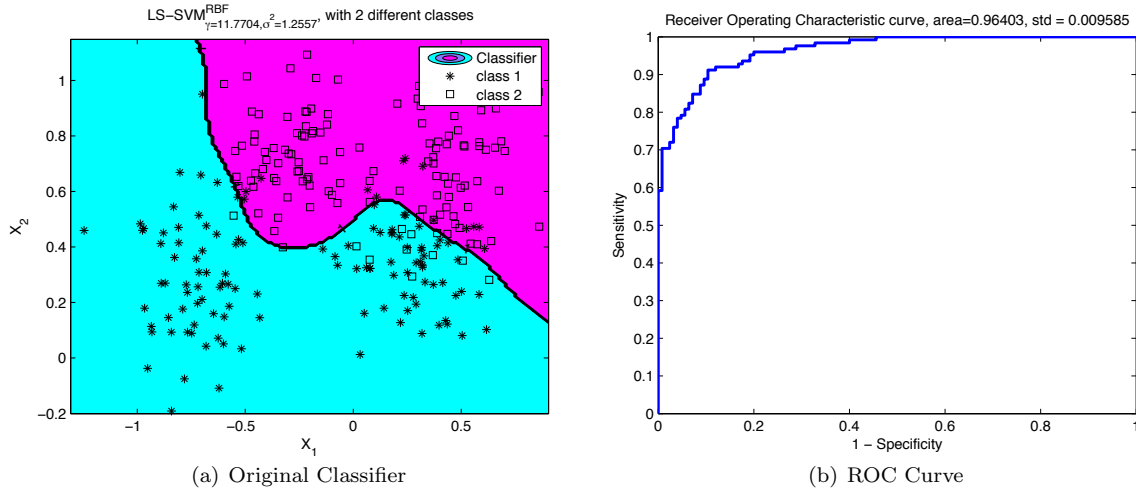 LS−SVM RBF γ=11.7704,σ²=1.2557, with 2 different classes
Classifier
class 1
class 2
1
0.8
0.6
0.4
0.2
0
−0.2
X₂
−1 −0.5 0 0.5
X₁
(a) Original Classifier
Receiver Operating Characteristic curve, area=0.96403, std = 0.009585
1
0.9
0.8
0.7
0.6
0.5
0.4
0.3
0.2
0.1
0
Sensitivity
0 0.2 0.4 0.6 0.8 1
1 − Specificity
(b) ROC Curve